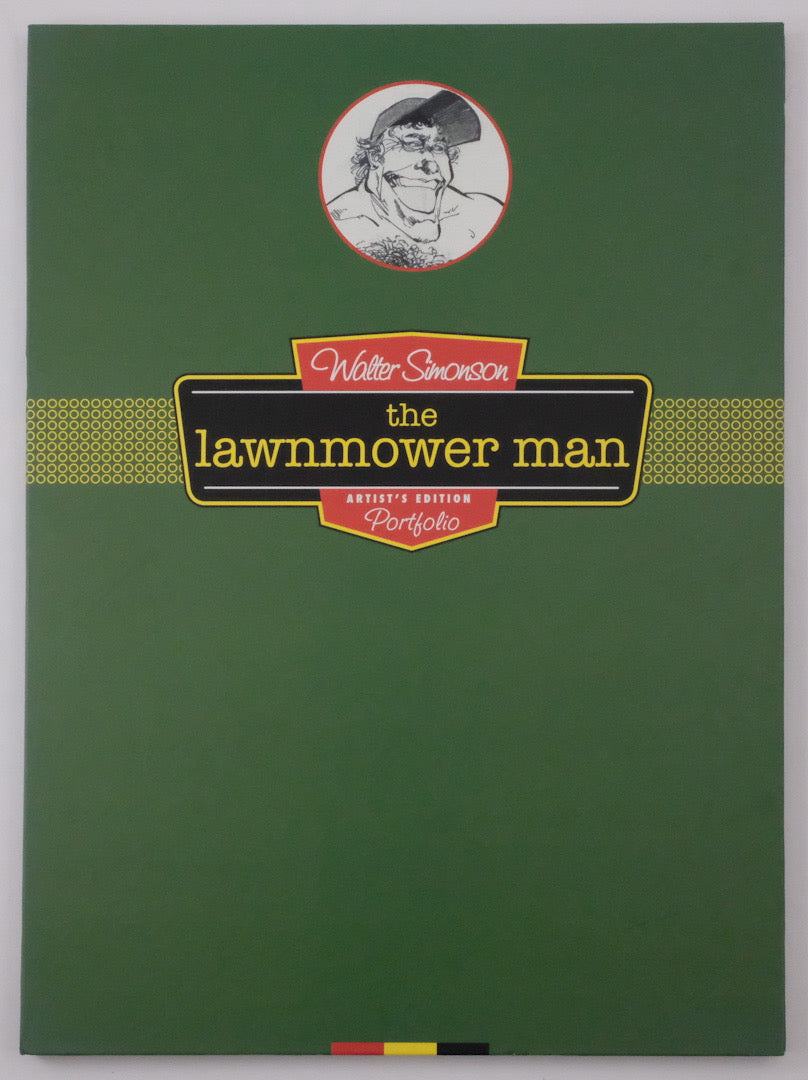 Walter Simonson
the
lawnmower man
ARTIST'S EDITION
Portfolio